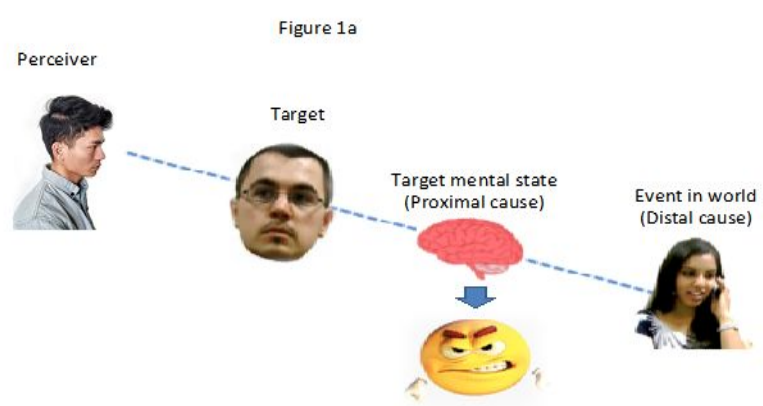 Figure 1a
Perceiver
Target
Target mental state
(Proximal cause)
Event in world
(Distal cause)